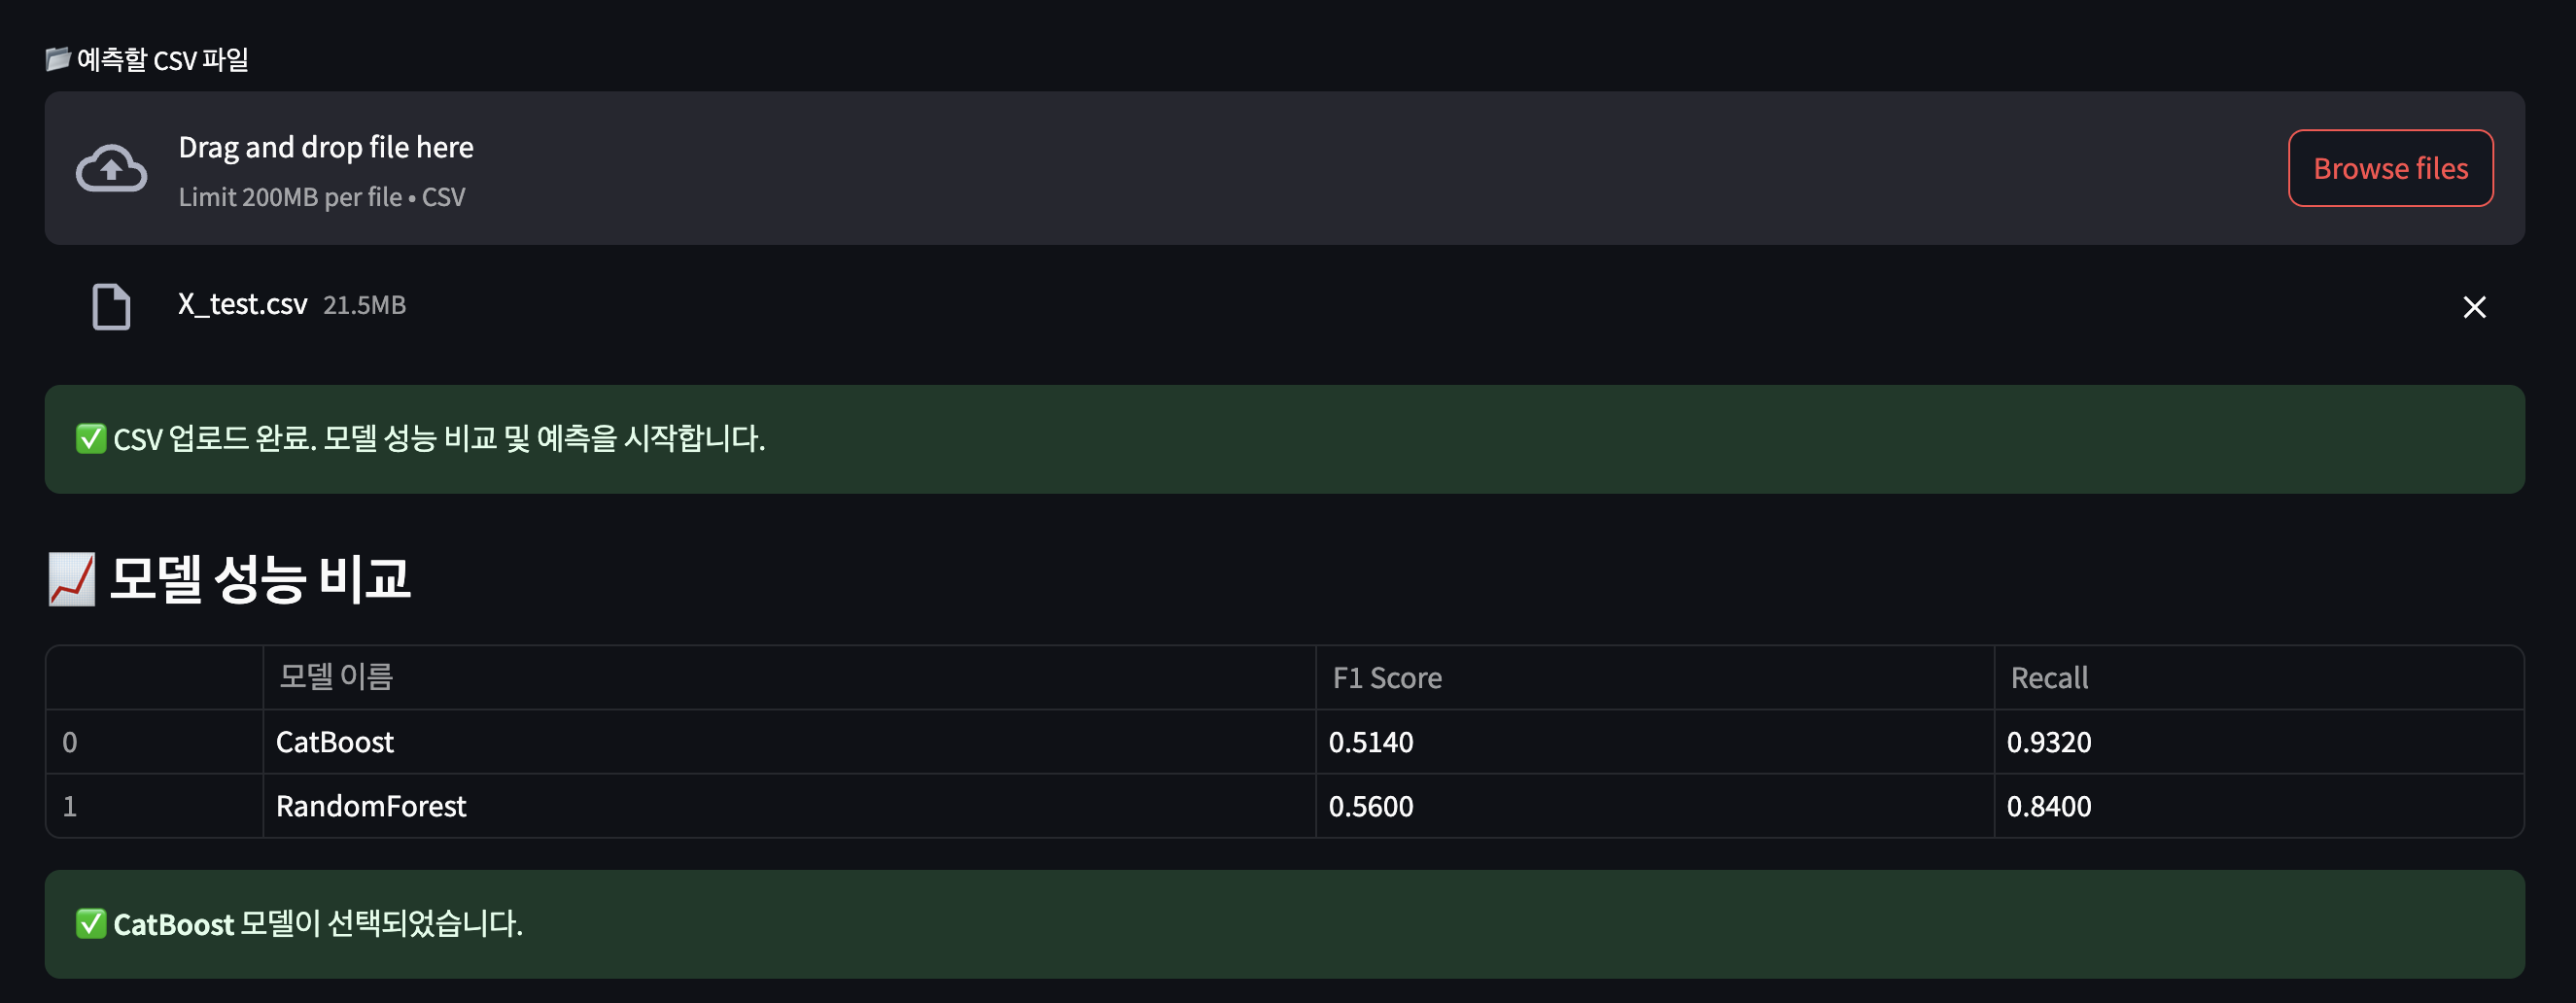 📂 예측할 CSV 파일
Drag and drop file here
Limit 200MB per file • CSV
Browse files
X_test.csv 21.5MB
✅ CSV 업로드 완료. 모델 성능 비교 및 예측을 시작합니다.
📈 모델 성능 비교
모델 이름 F1 Score Recall
0 CatBoost 0.5140 0.9320
1 RandomForest 0.5600 0.8400
✅ CatBoost 모델이 선택되었습니다.